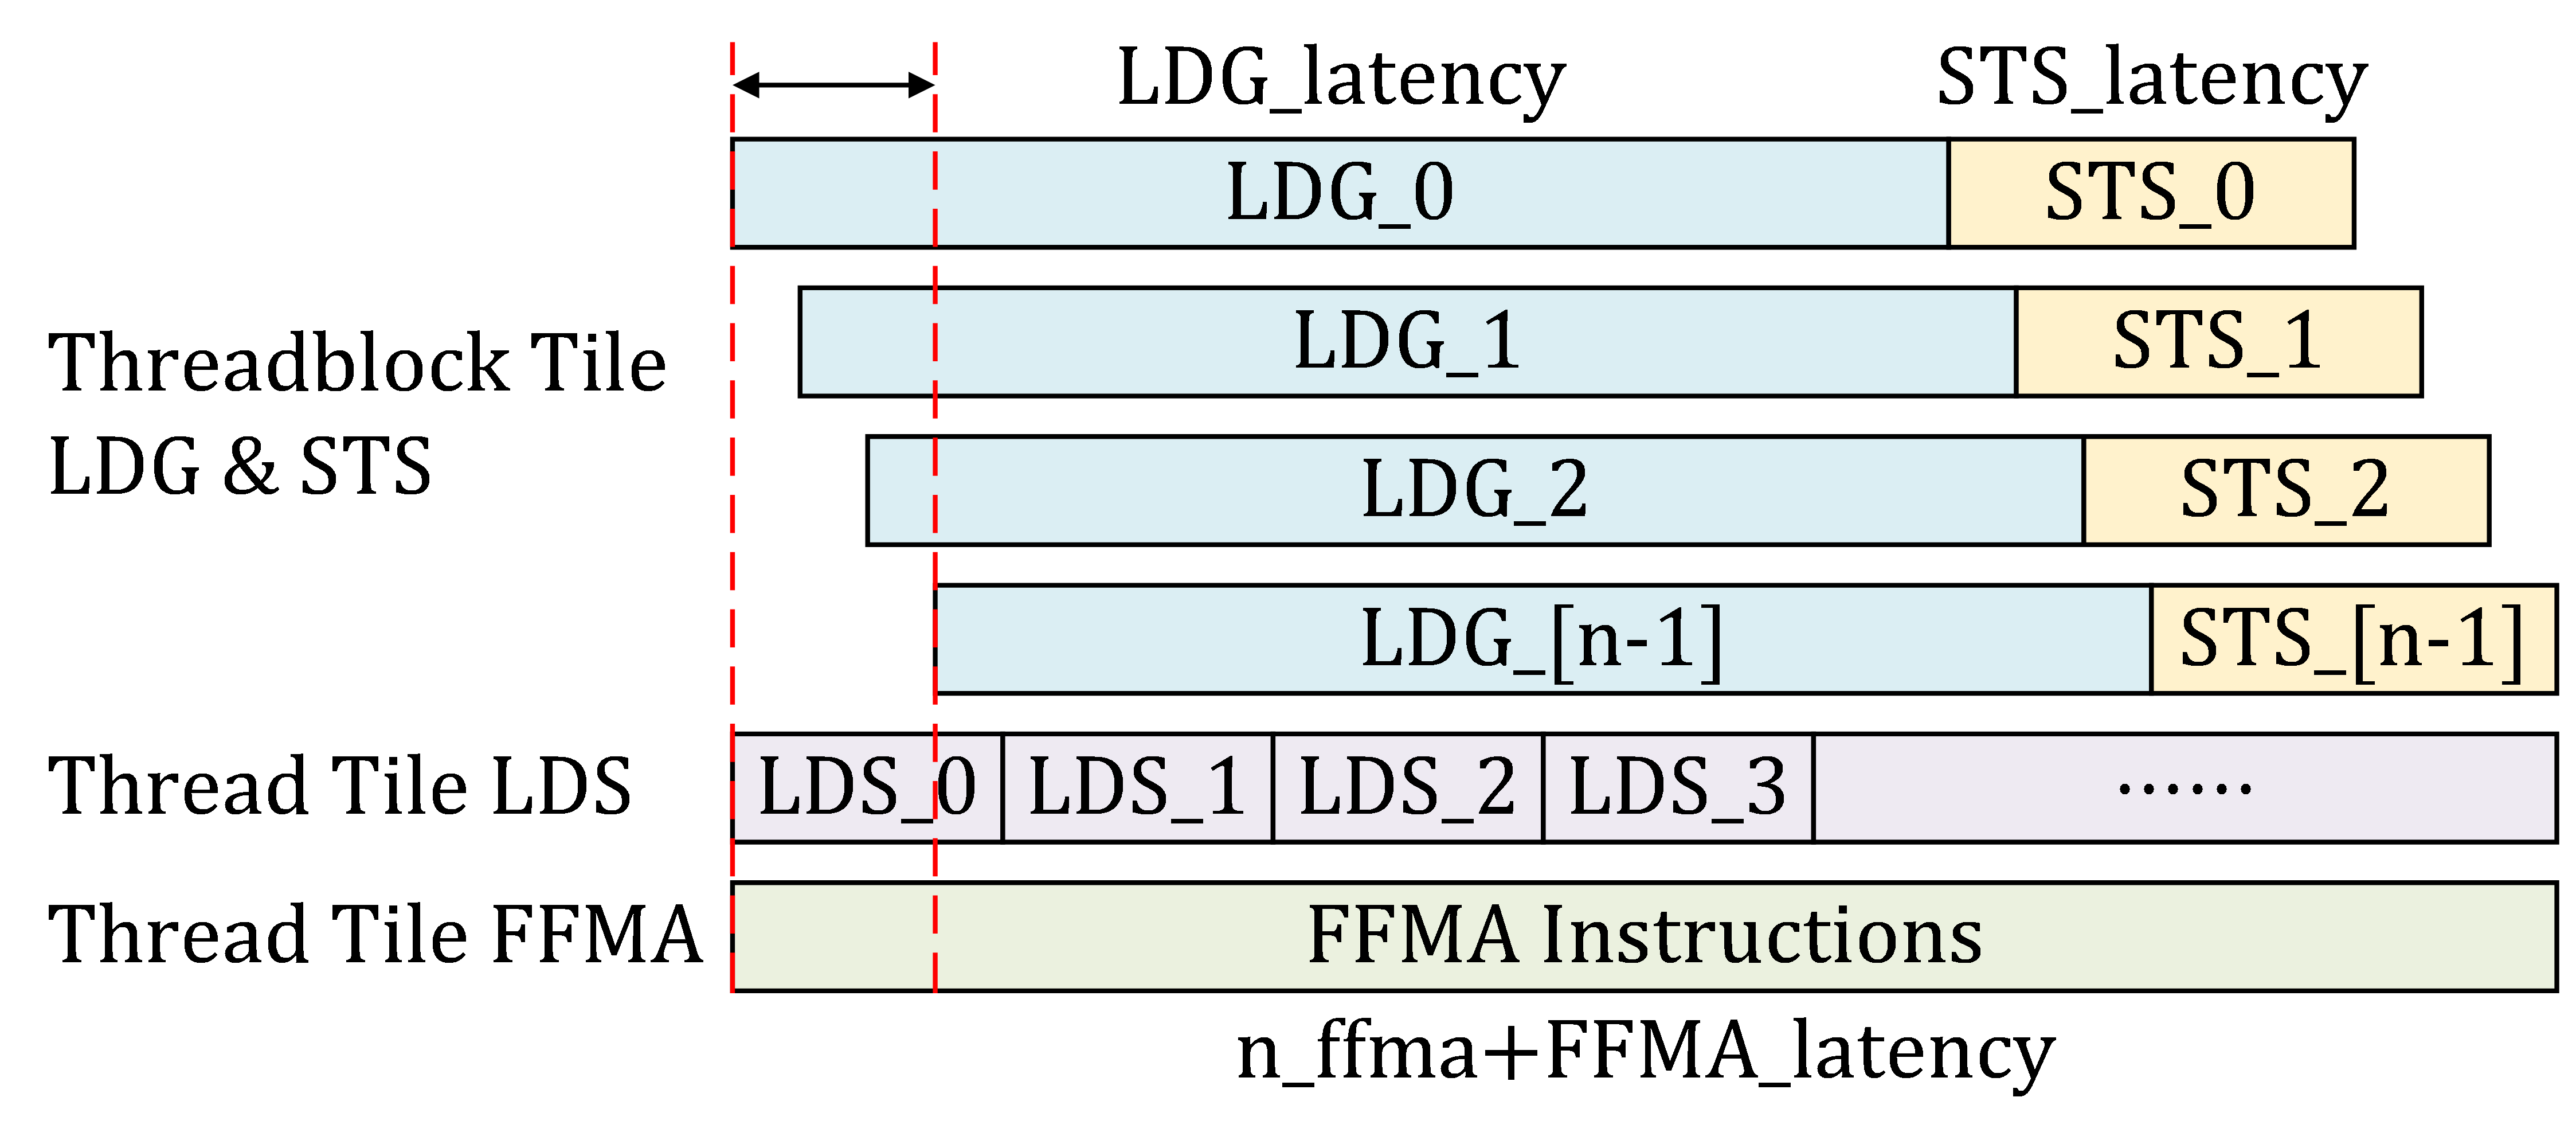 LDG_latency
STS_latency
LDG_0
STS_0
LDG_1
STS_1
Threadblock Tile
LDG & STS
LDG_2
STS_2
LDG_[n-1]
STS_[n-1]
Thread Tile LDS
LDS_0
LDS_1
LDS_2
LDS_3
······
Thread Tile FFMA
FFMA Instructions
n_ffma+FFMA_latency